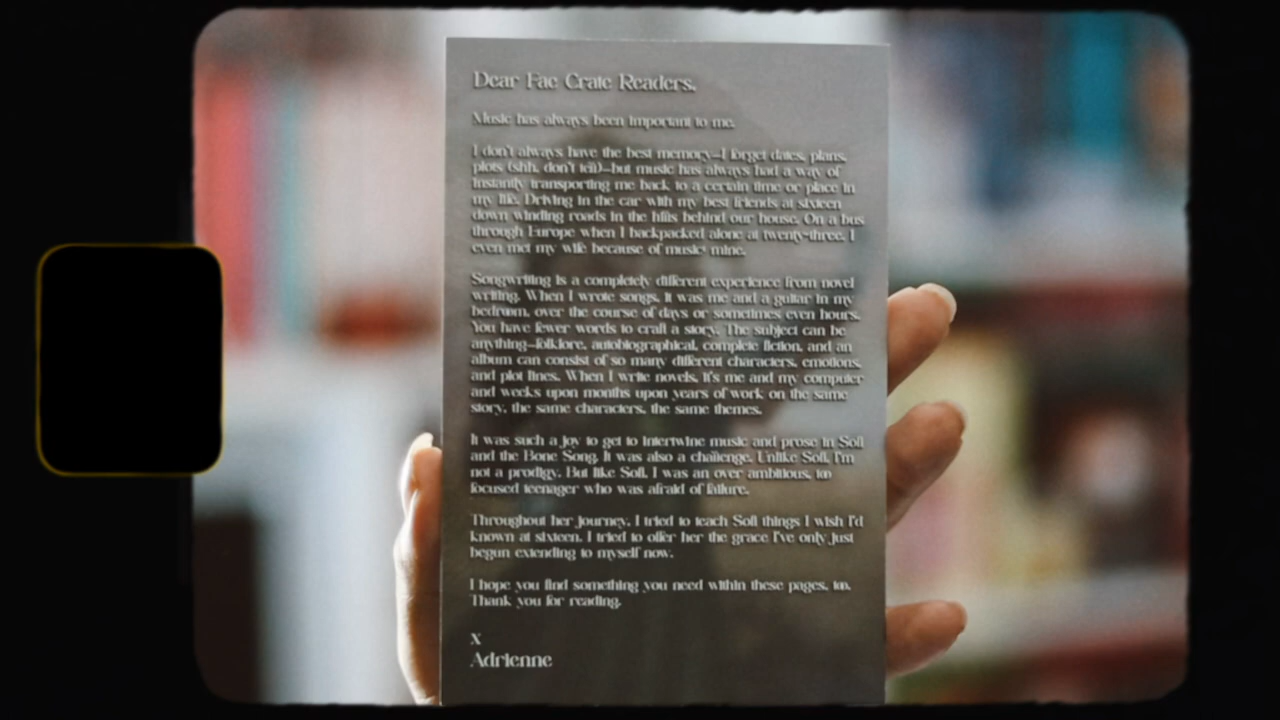 Dear Fae Crate Readers,
Music has always been important to me.
I don't always have the best memory—I forget dates, plans,
plots (shh, don't tell)—but music has always had a way of
instantly transporting me back to a certain time or place in
my life. Driving in the car with my best friends at sixteen
down winding roads in the hills behind our house. On a bus
through Europe when I backpacked alone at twenty-three. I
even met my wife because of music: mine.
Songwriting is a completely different experience from novel
writing. When I wrote songs, it was me and a guitar in my
bedroom, over the course of days or sometimes even hours.
You have fewer words to craft a story. The subject can be
anything—folklore, autobiographical, complete fiction, and an
album can consist of so many different characters, emotions,
and plot lines. When I write novels, it's me and my computer
and weeks upon months upon years of work on the same
story, the same characters, the same themes.
It was such a joy to get to intertwine music and prose in Sofi
and the Bone Song. It was also a challenge. Unlike Sofi, I'm
not a prodigy. But like Sofi, I was an over ambitious, too
focused teenager who was afraid of failure.
Throughout her journey, I tried to teach Sofi things I wish I'd
known at sixteen. I tried to offer her the grace I've only just
begun extending to myself now.
I hope you find something you need within these pages, too.
Thank you for reading.
x
Adrienne